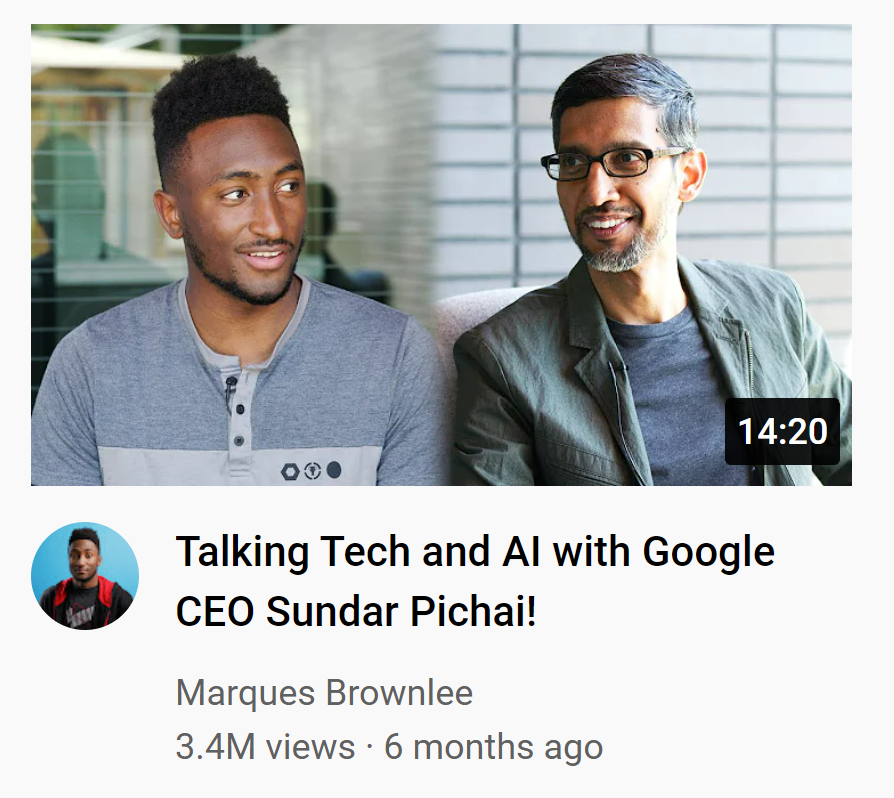 14:20
Talking Tech and AI with Google
CEO Sundar Pichai!
Marques Brownlee
3.4M views · 6 months ago